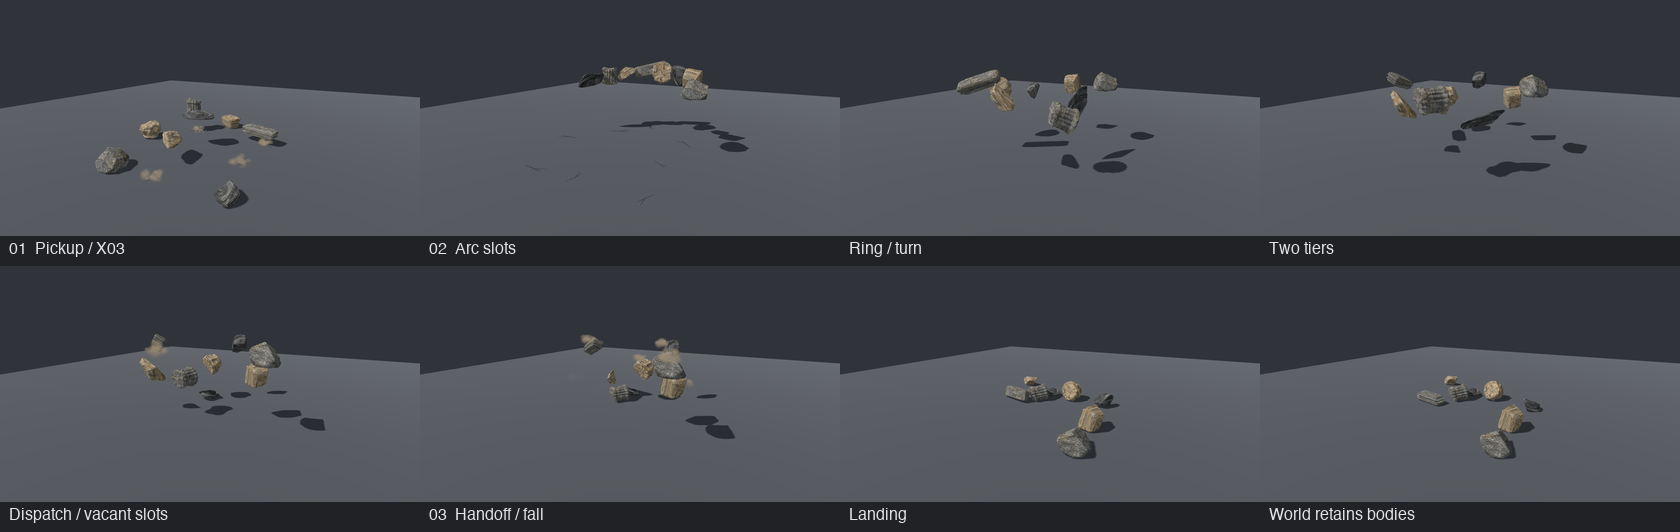 01 Pickup / X03
02 Arc slots
Ring / turn
Two tiers
Dispatch / vacant slots
03 Handoff / fall
Landing
World retains bodies